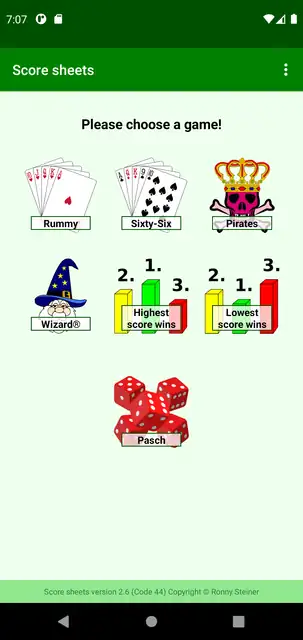 7:07
Score sheets
Please choose a game!
Rummy
Sixty-Six
Pirates
2.
1.
3.
2.
1.
3.
Wizard®
Highest
score wins
Lowest
score wins
Pasch
Score sheets version 2.6 (Code 44) Copyright © Ronny Steiner